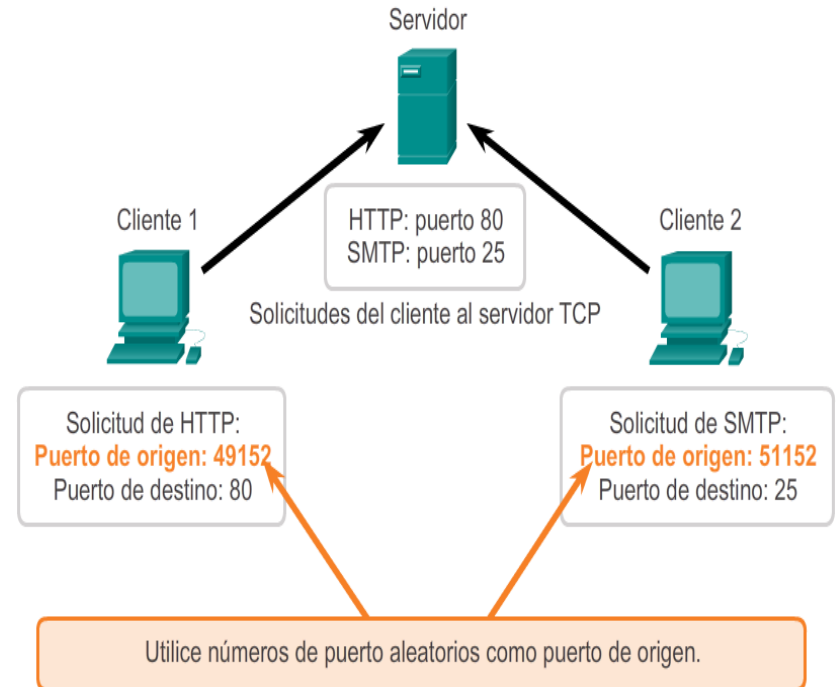 Servidor
Cliente 1
HTTP: puerto 80
SMTP: puerto 25
Cliente 2
Solicitudes del cliente al servidor TCP
Solicitud de HTTP:
Puerto de origen: 49152
Puerto de destino: 80
Solicitud de SMTP:
Puerto de origen: 51152
Puerto de destino: 25
Utilice números de puerto aleatorios como puerto de origen.